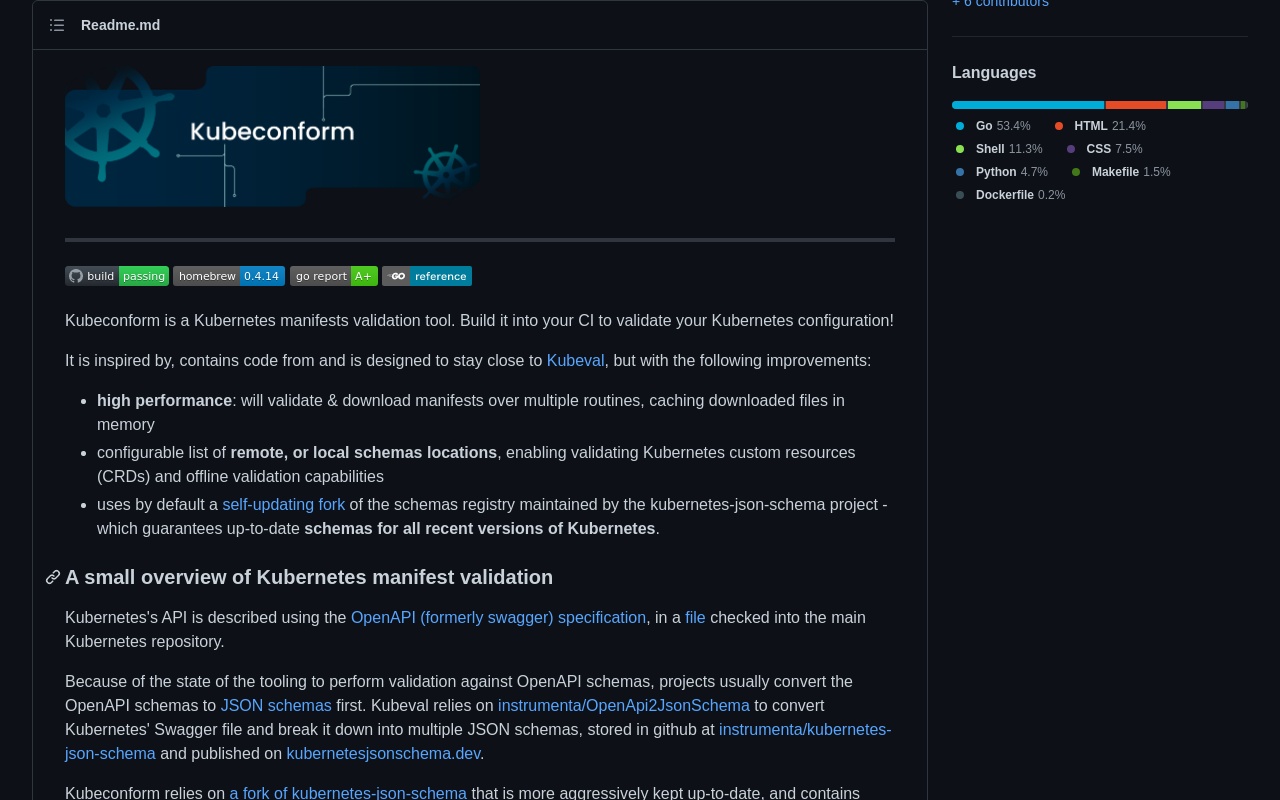 Readme.md
Kubeconform
build passing homebrew 0.4.14 go report A+ GO reference
Kubeconform is a Kubernetes manifests validation tool. Build it into your CI to validate your Kubernetes configuration!
It is inspired by, contains code from and is designed to stay close to Kubeval, but with the following improvements:
• high performance: will validate & download manifests over multiple routines, caching downloaded files in
memory
• configurable list of remote, or local schemas locations, enabling validating Kubernetes custom resources
(CRDs) and offline validation capabilities
• uses by default a self-updating fork of the schemas registry maintained by the kubernetes-json-schema project -
which guarantees up-to-date schemas for all recent versions of Kubernetes.
A small overview of Kubernetes manifest validation
Kubernetes's API is described using the OpenAPI (formerly swagger) specification, in a file checked into the main
Kubernetes repository.
Because of the state of the tooling to perform validation against OpenAPI schemas, projects usually convert the
OpenAPI schemas to JSON schemas first. Kubeval relies on instrumenta/OpenApi2JsonSchema to convert
Kubernetes' Swagger file and break it down into multiple JSON schemas, stored in github at instrumenta/kubernetes-
json-schema and published on kubernetesjsonschema.dev.
Kubeconform relies on a fork of kubernetes-json-schema that is more aggressively kept up-to-date, and contains
+ 6 contributors
Languages
Go 53.4% HTML 21.4%
Shell 11.3% CSS 7.5%
Python 4.7% Makefile 1.5%
Dockerfile 0.2%